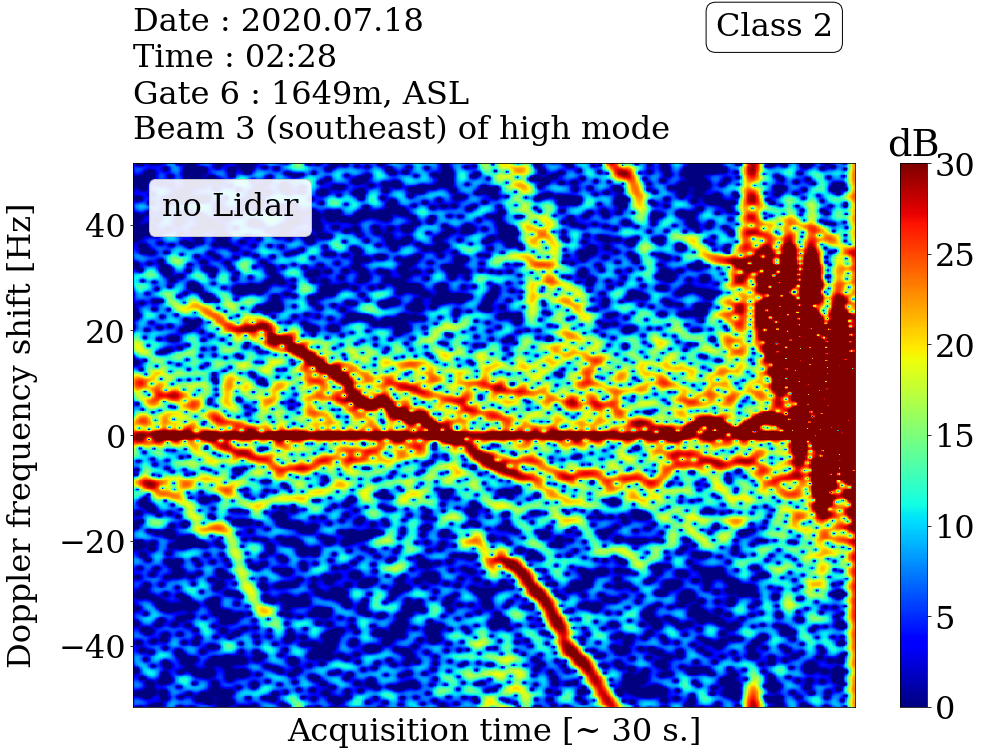 Date : 2020.07.18
Time : 02:28
Gate 6 : 1649m, ASL
Beam 3 (southeast) of high mode
Class 2
dB
no Lidar
Doppler frequency shift [Hz]
40
20
0
−20
−40
30
25
20
15
10
5
0
Acquisition time [~ 30 s.]